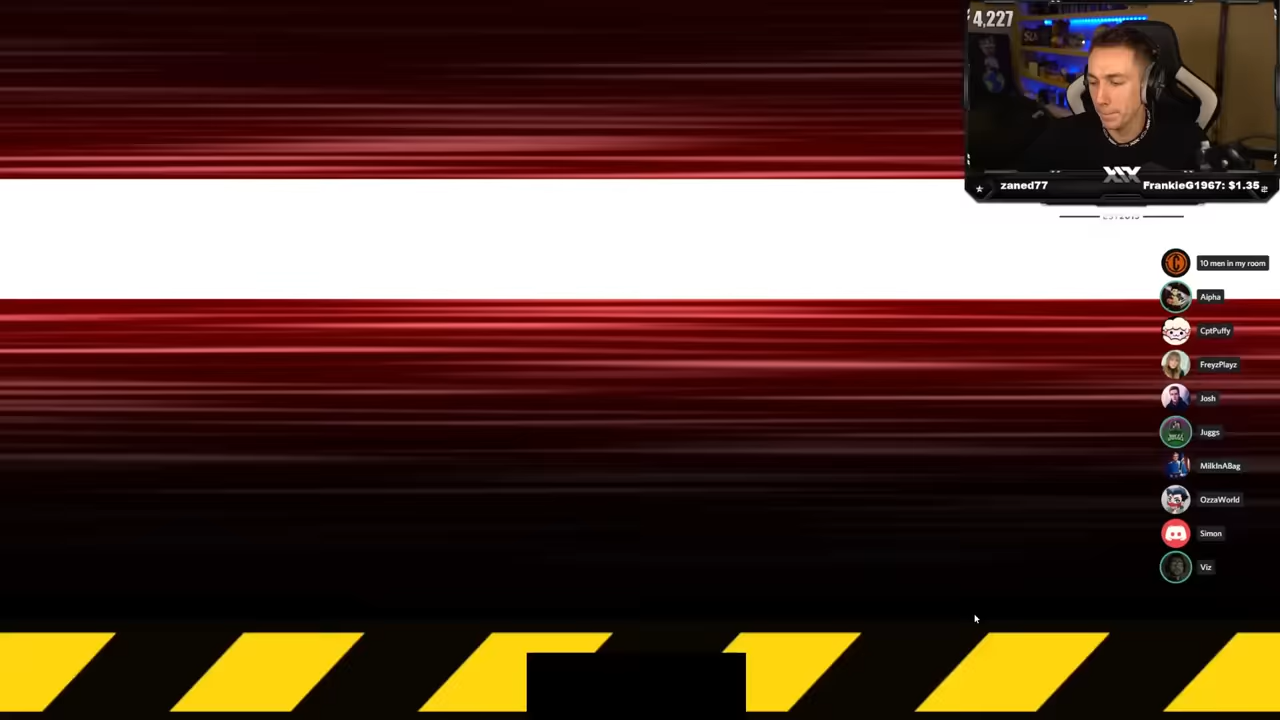 4,227
zaned77
FrankieG1967: $1.35
10 men in my room
Aipha
CptPuffy
FreyzPlayz
Josh
Juggs
MilkInABag
OzzaWorld
Simon
Viz